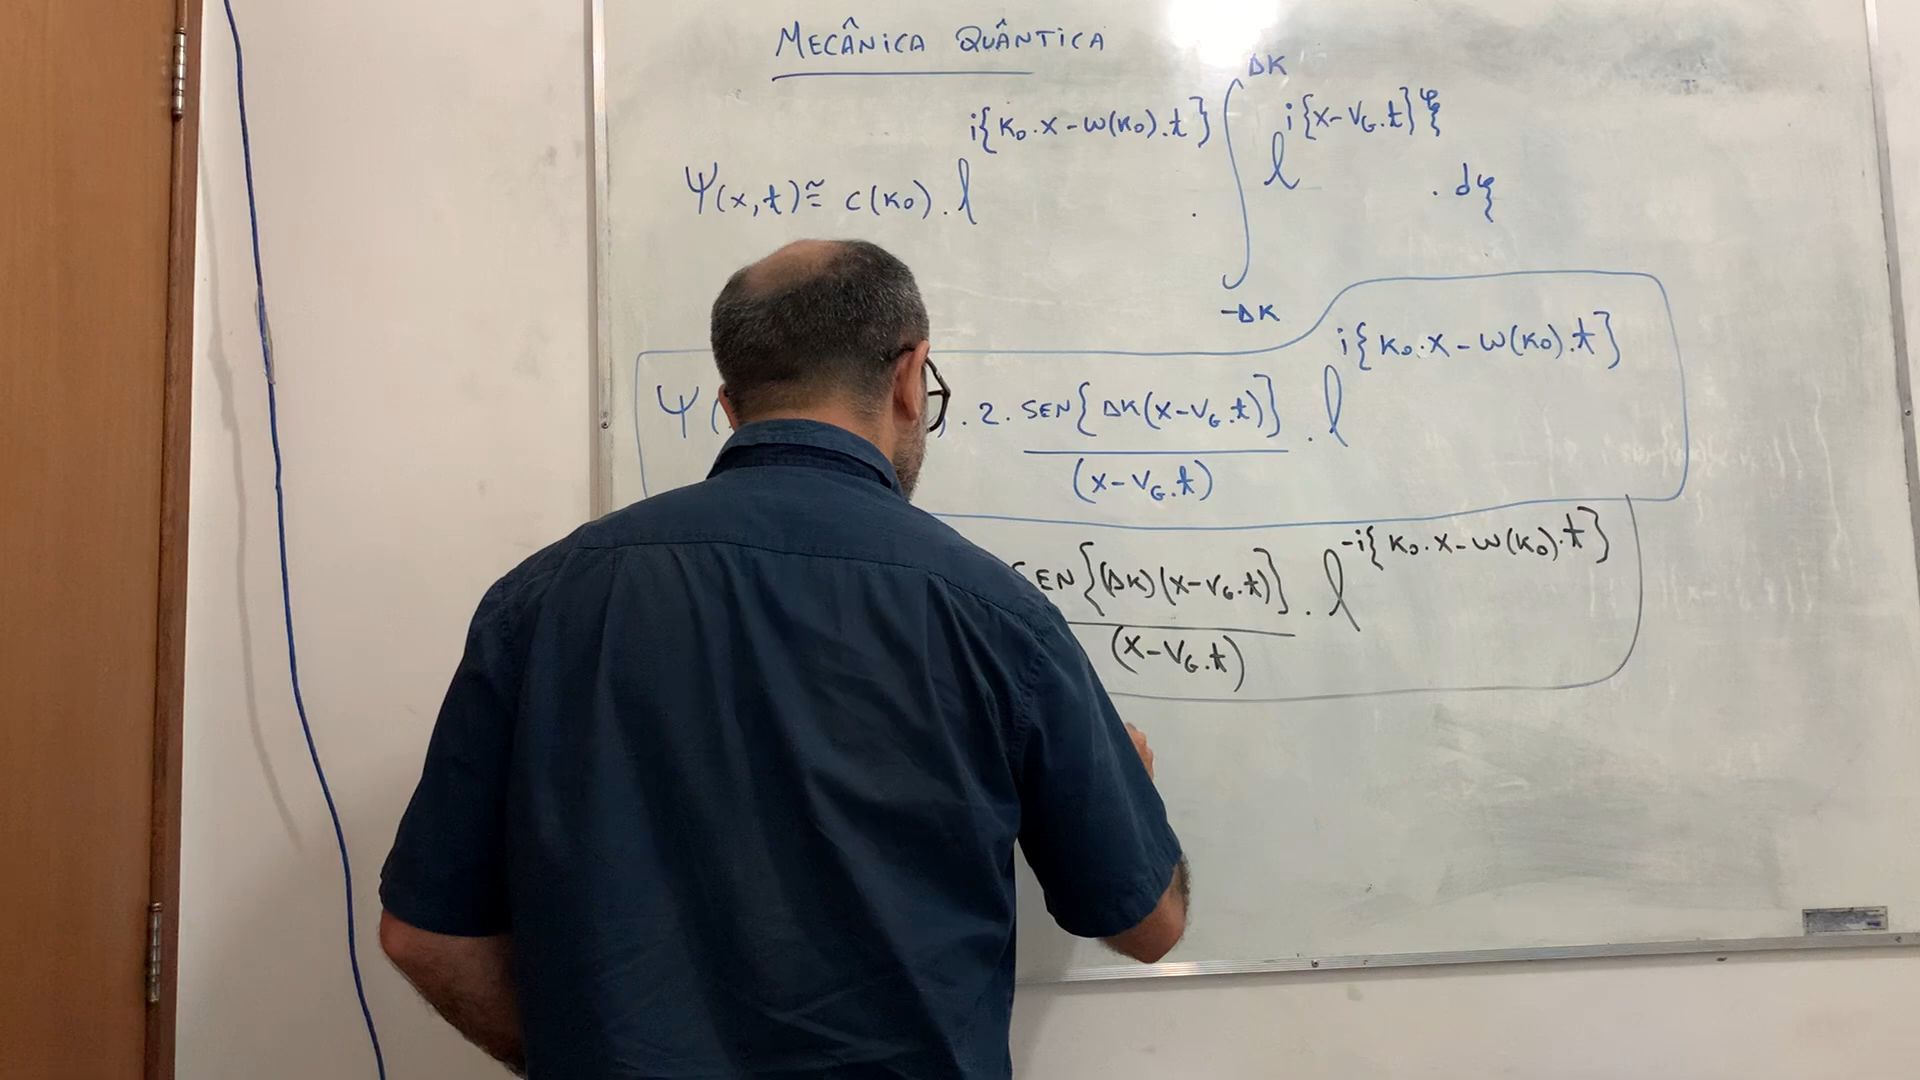 MECÂNICA QUÂNTICA
Ψ(x,t) ≅ c(k₀) . e^{i{k₀.x-ω(k₀).t}} . ∫_{-Δk}^{Δk} e^{i{x-V_G.t}ξ} . dξ
Ψ( . 2 . SEN{Δk(x-V_G.t)} / (x-V_G.t) . e^{i{k₀.x-ω(k₀).t}}
SEN{(Δk)(x-V_G.t)} / (x-V_G.t) . e^{-i{k₀.x-ω(k₀).t}}